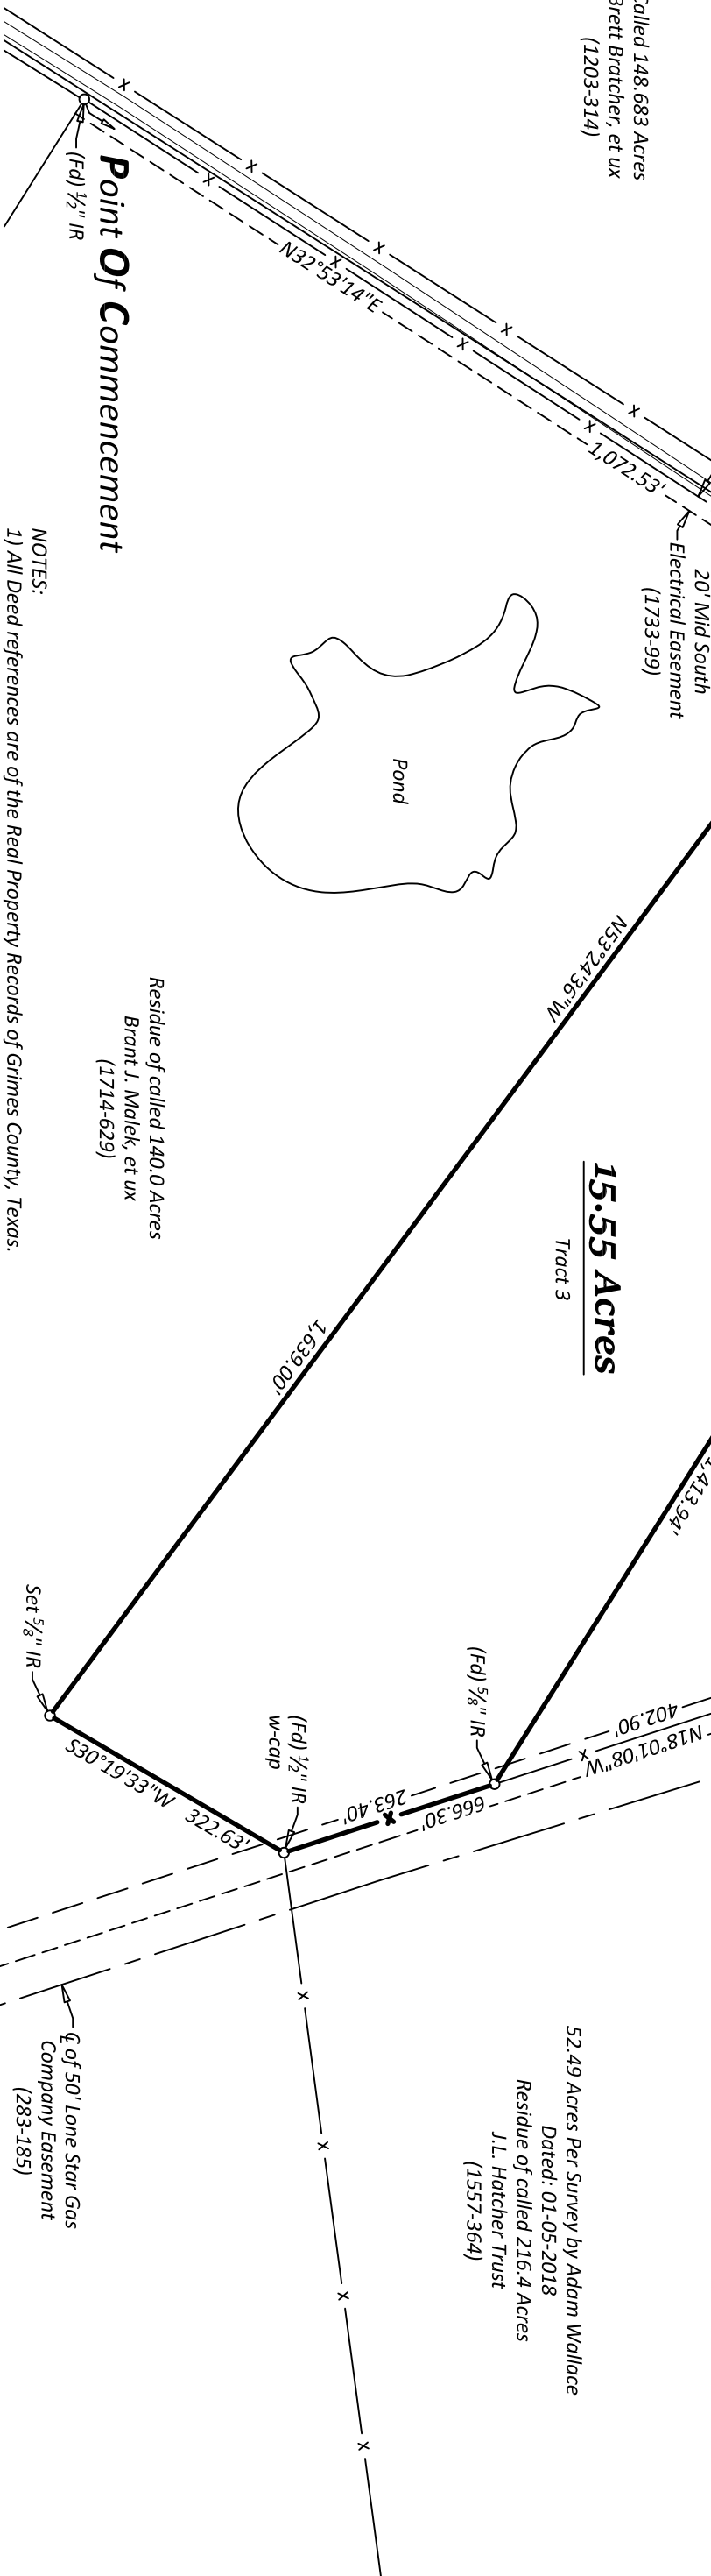 Called 148.683 Acres
Brett Bratcher, et ux
(1203-314)
(Fd) ½" IR
Point Of Commencement
N32°53'14"E
1,072.53'
20' Mid South
Electrical Easement
(1733-99)
Pond
N53°24'36"W
1,639.00'
15.55 Acres
Tract 3
1,413.94'
Residue of called 140.0 Acres
Brant J. Malek, et ux
(1714-629)
NOTES:
1) All Deed references are of the Real Property Records of Grimes County, Texas.
Set ⅝" IR
S30°19'33"W 322.63'
(Fd) ½" IR
w-cap
(Fd) ⅝" IR
402.90'
N18°01'08"W
263.40'
666.30'
52.49 Acres Per Survey by Adam Wallace
Dated: 01-05-2018
Residue of called 216.4 Acres
J.L. Hatcher Trust
(1557-364)
℄ of 50' Lone Star Gas
Company Easement
(283-185)